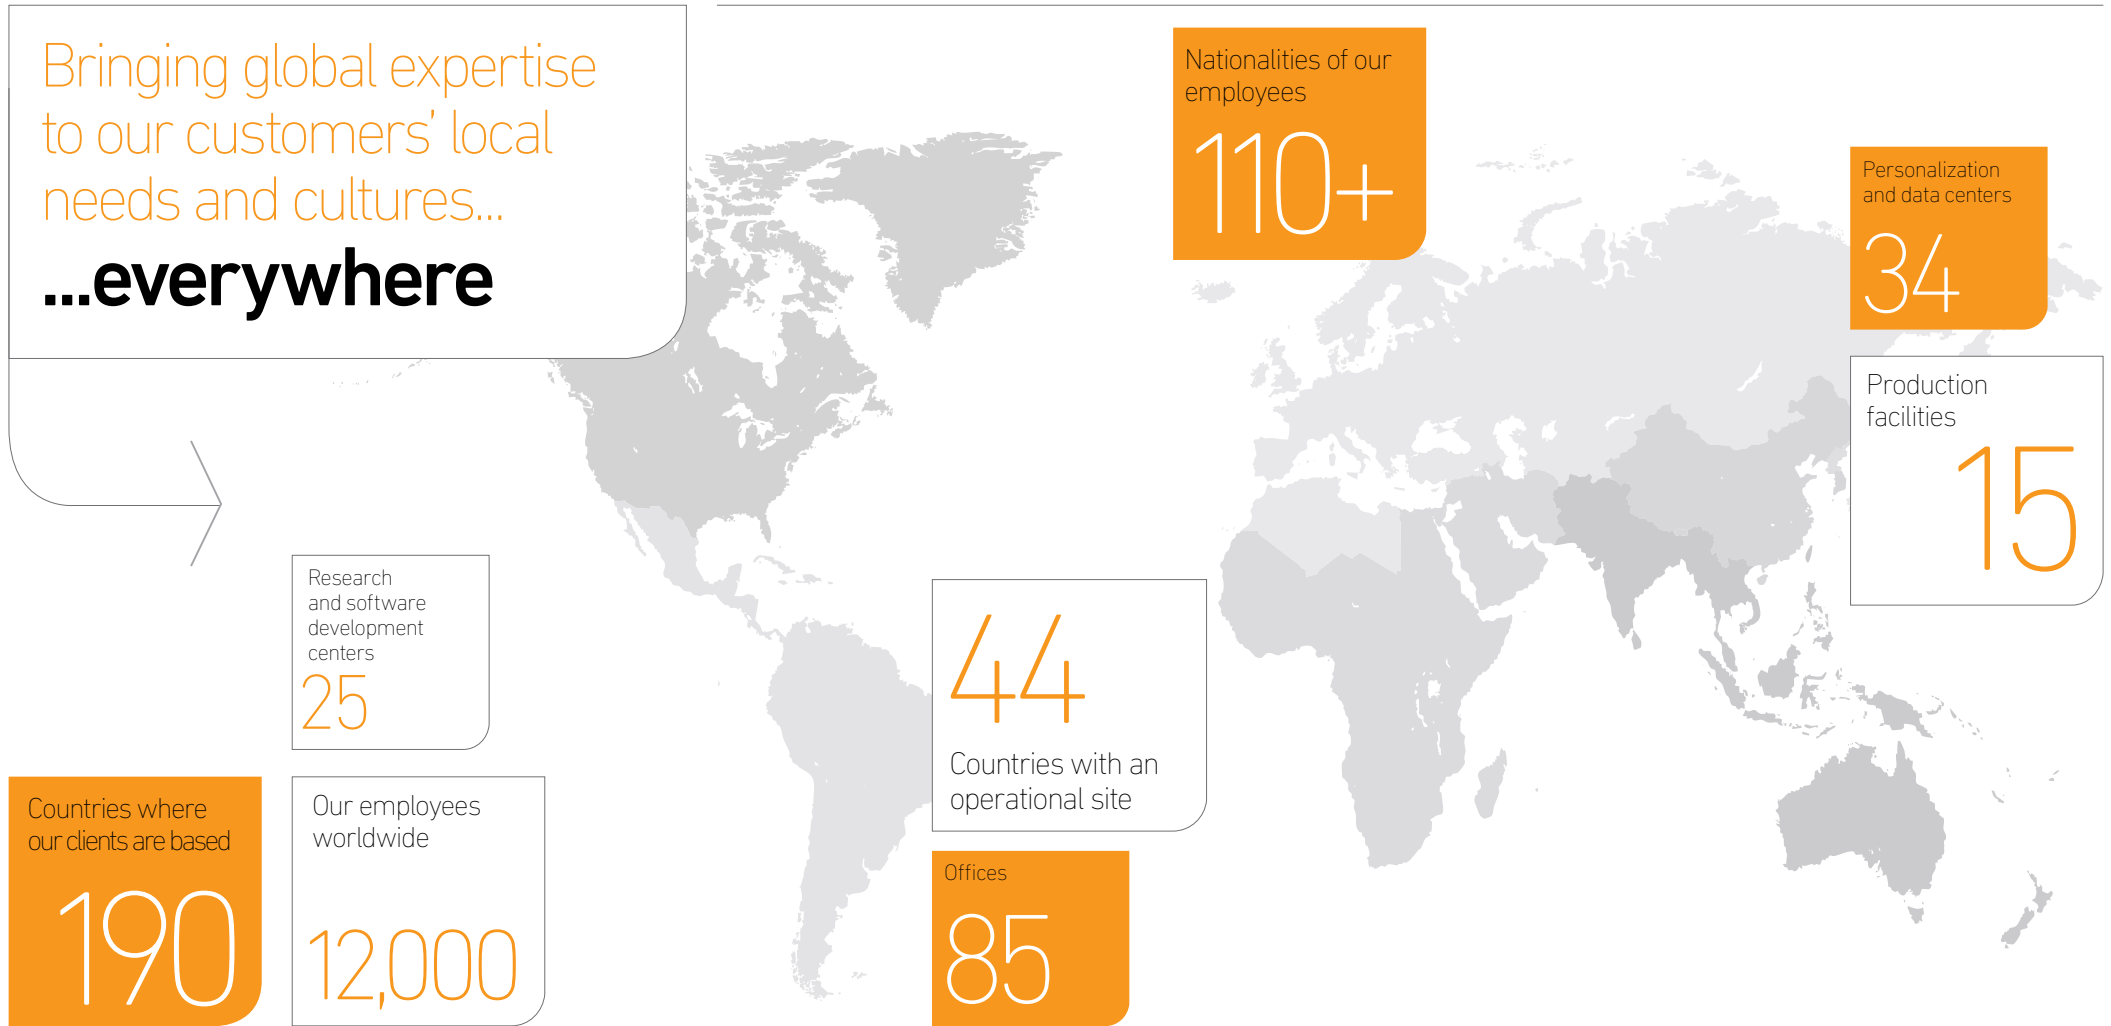 Bringing global expertise
to our customers’ local
needs and cultures...
...everywhere
Nationalities of our
employees
110+
Personalization
and data centers
34
Production
facilities
15
Research
and software
development
centers
25
44
Countries with an
operational site
Countries where
our clients are based
190
Our employees
worldwide
12,000
Offices
85